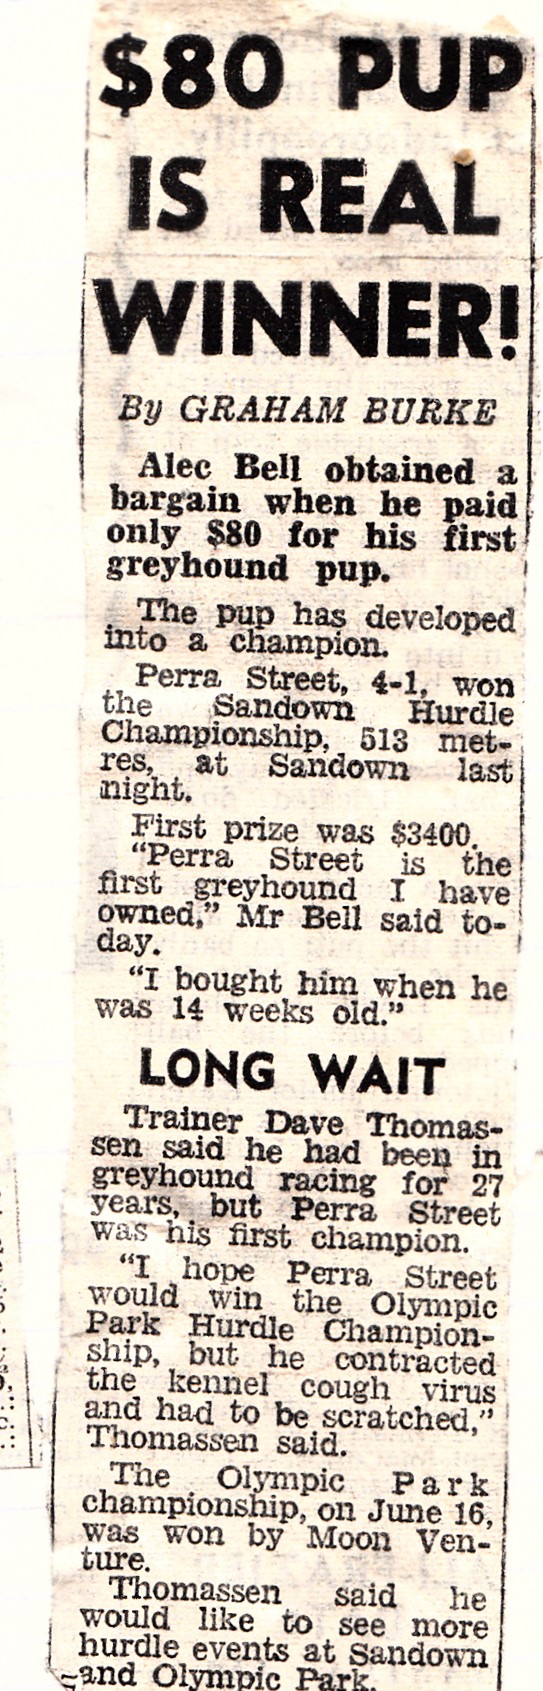 $80 PUP
IS REAL
WINNER!
By GRAHAM BURKE
Alec Bell obtained a
bargain when he paid
only $80 for his first
greyhound pup.
The pup has developed
into a champion.
Perra Street, 4-1, won
the Sandown Hurdle
Championship, 513 met-
res, at Sandown last
night.
First prize was $3400.
"Perra Street is the
first greyhound I have
owned," Mr Bell said to-
day.
"I bought him when he
was 14 weeks old."
LONG WAIT
Trainer Dave Thomas-
sen said he had been in
greyhound racing for 27
years, but Perra Street
was his first champion.
"I hope Perra Street
would win the Olympic
Park Hurdle Champion-
ship, but he contracted
the kennel cough virus
and had to be scratched,"
Thomassen said.
The Olympic Park
championship, on June 16,
was won by Moon Ven-
ture.
Thomassen said he
would like to see more
hurdle events at Sandown
and Olympic Park.